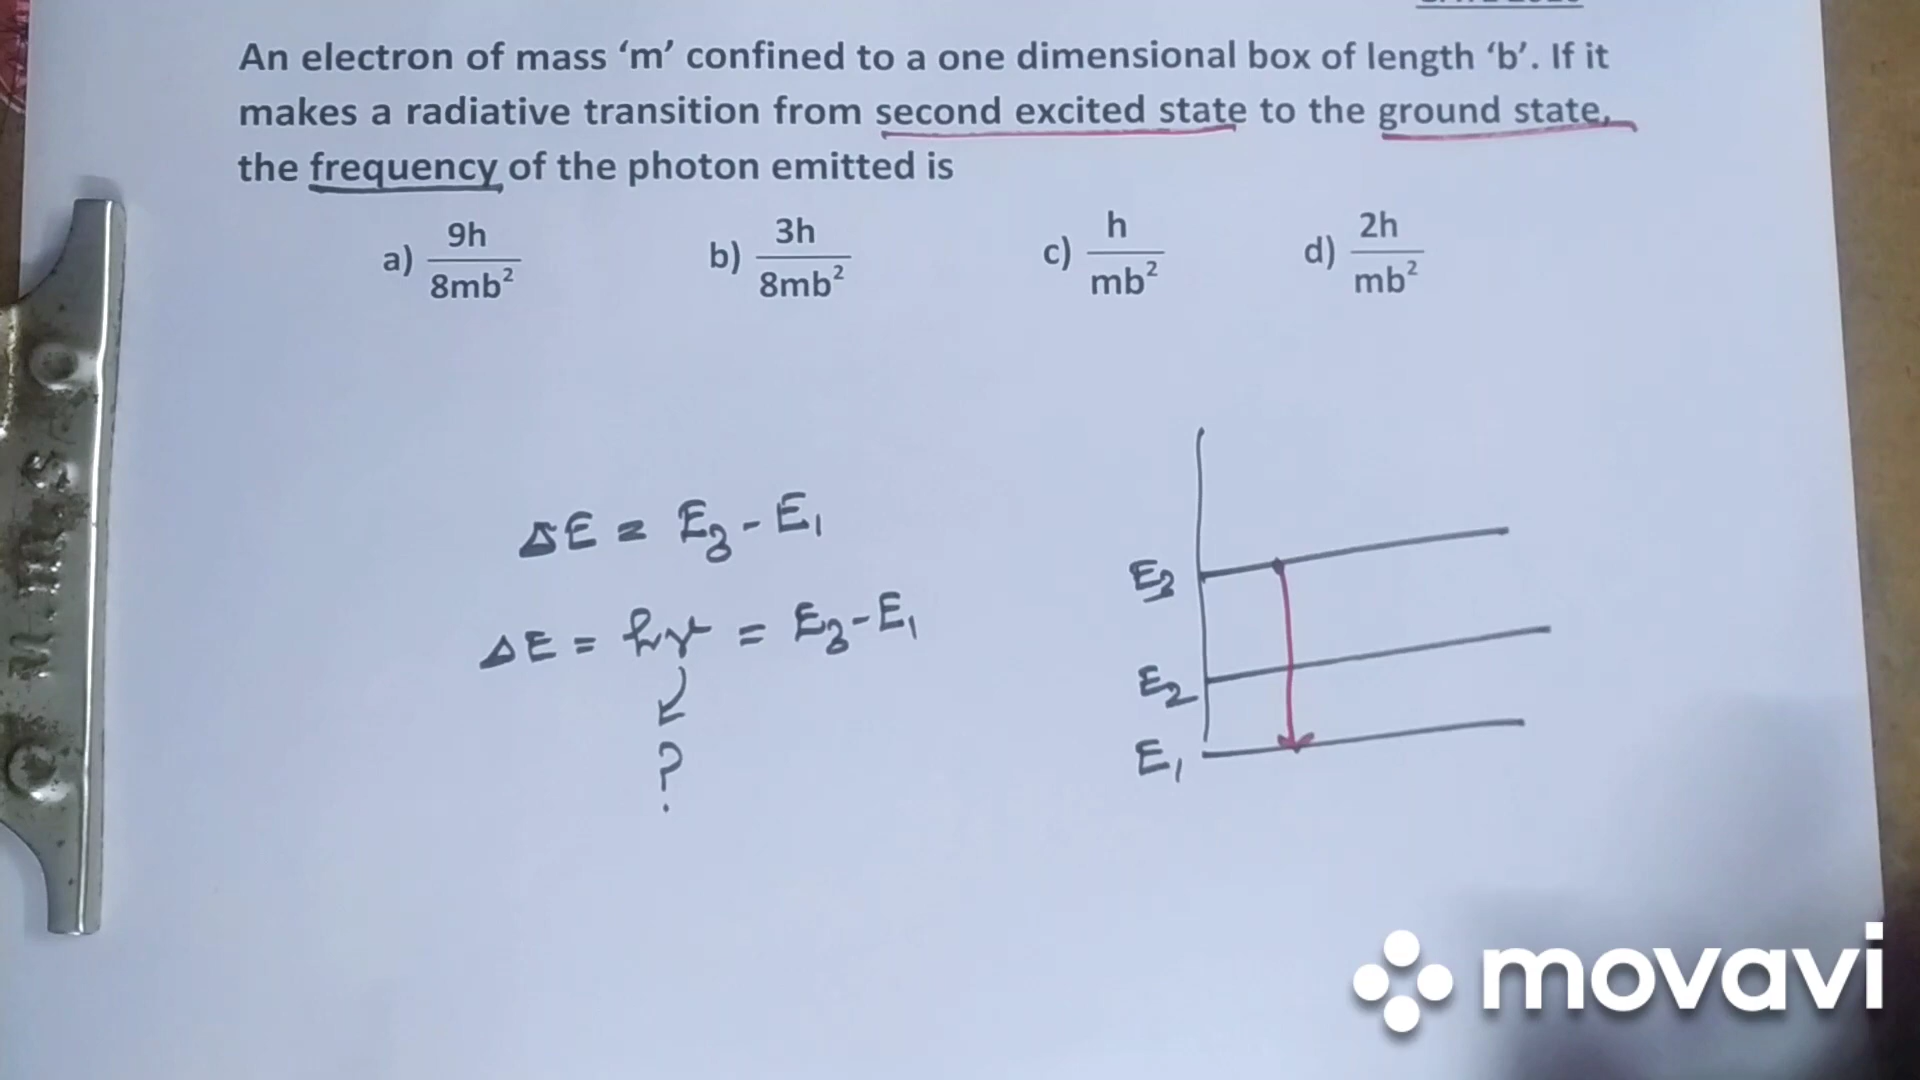 An electron of mass ‘m’ confined to a one dimensional box of length ‘b’. If it
makes a radiative transition from second excited state to the ground state,
the frequency of the photon emitted is
a) 9h/8mb² b) 3h/8mb² c) h/mb² d) 2h/mb²
ΔE = E₃ - E₁
ΔE = hν = E₃ - E₁
?
E₃
E₂
E₁
M.M.S
movavi